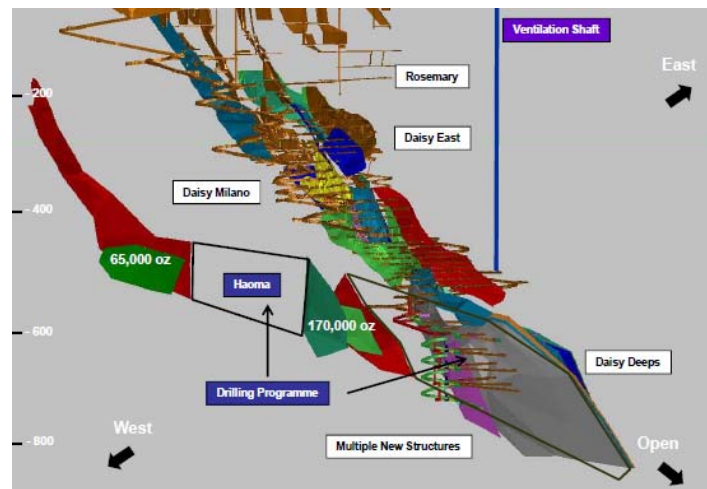 Ventilation Shaft
East
Rosemary
- 200
Daisy East
Daisy Milano
- 400
65,000 oz
Haoma
170,000 oz
- 600
Daisy Deeps
Drilling Programme
West
Multiple New Structures
Open
- 800